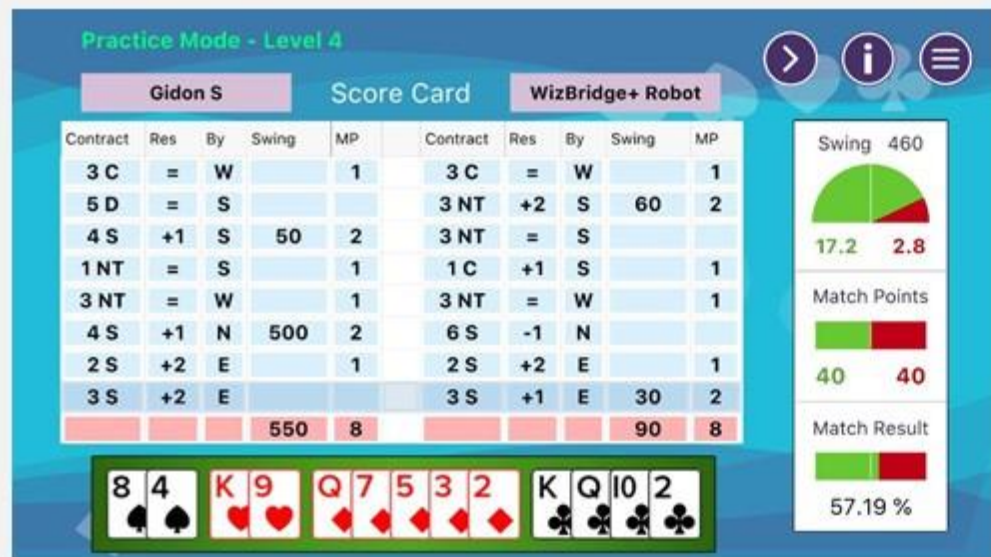 Practice Mode - Level 4
Gidon S Score Card WizBridge+ Robot
Contract Res By Swing MP Contract Res By Swing MP
3 C = W 1 3 C = W 1
5 D = S 3 NT +2 S 60 2
4 S +1 S 50 2 3 NT = S
1 NT = S 1 1 C +1 S 1
3 NT = W 1 3 NT = W 1
4 S +1 N 500 2 6 S -1 N
2 S +2 E 1 2 S +2 E 1
3 S +2 E 3 S +1 E 30 2
550 8 90 8
Swing 460
17.2 2.8
Match Points
40 40
Match Result
57.19 %
8 4 K 9 Q 7 5 3 2 K Q 10 2